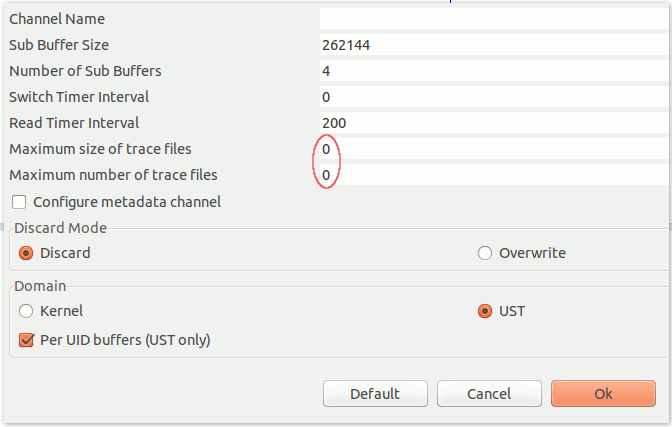 Channel Name
Sub Buffer Size 262144
Number of Sub Buffers 4
Switch Timer Interval 0
Read Timer Interval 200
Maximum size of trace files 0
Maximum number of trace files 0
Configure metadata channel
Discard Mode
Discard Overwrite
Domain
Kernel UST
Per UID buffers (UST only)
Default Cancel Ok